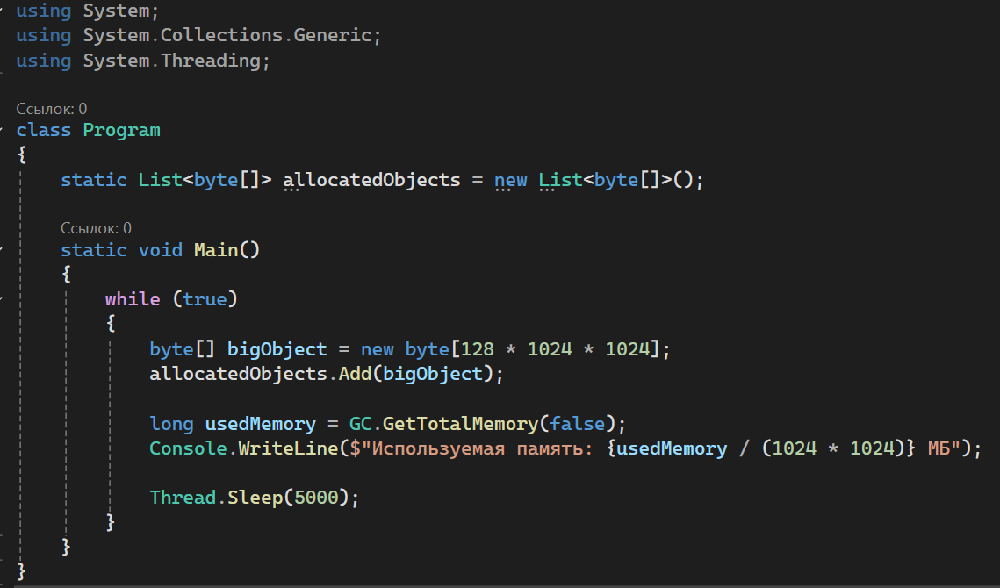 using System;
using System.Collections.Generic;
using System.Threading;
Ссылок: 0
class Program
{
static List<byte[]> allocatedObjects = new List<byte[]>();
Ссылок: 0
static void Main()
{
while (true)
{
byte[] bigObject = new byte[128 * 1024 * 1024];
allocatedObjects.Add(bigObject);
long usedMemory = GC.GetTotalMemory(false);
Console.WriteLine($"Используемая память: {usedMemory / (1024 * 1024)} МБ");
Thread.Sleep(5000);
}
}
}